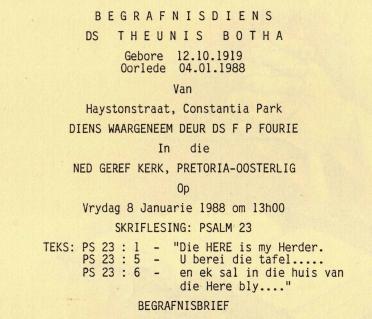 BEGRAFNISDIENS
DS THEUNIS BOTHA
Gebore 12.10.1919
Oorlede 04.01.1988
Van
Haystonstraat, Constantia Park
DIENS WAARGENEEM DEUR DS F P FOURIE
In die
NED GEREF KERK, PRETORIA-OOSTERLIG
Op
Vrydag 8 Januarie 1988 om 13h00
SKRIFLESING: PSALM 23
TEKS: PS 23 : 1 - "Die HERE is my Herder.
PS 23 : 5 - U berei die tafel.....
PS 23 : 6 - en ek sal in die huis van
die Here bly...."
BEGRAFNISBRIEF